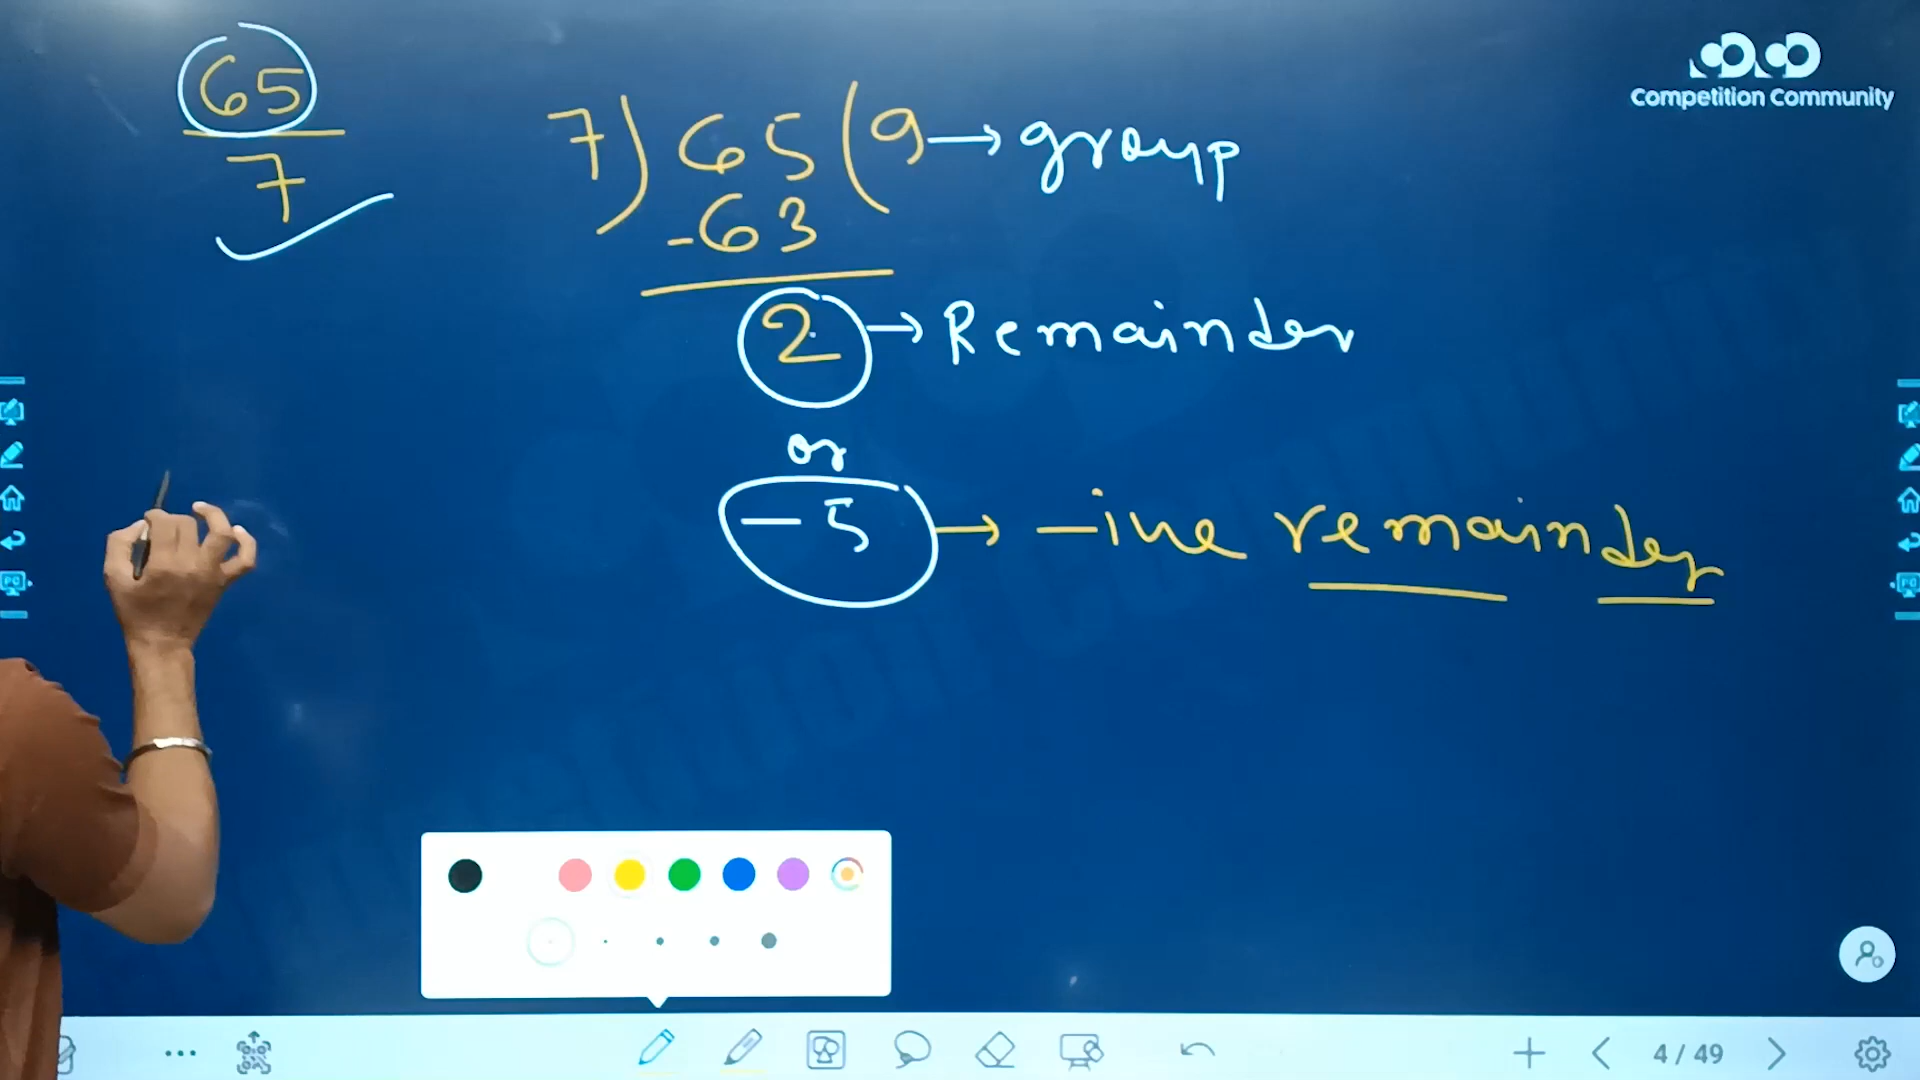 65
7
7) 65 (9 → group
-63
2 → Remainder
or
-5 → -ive remainder
Competition Community
4 / 49